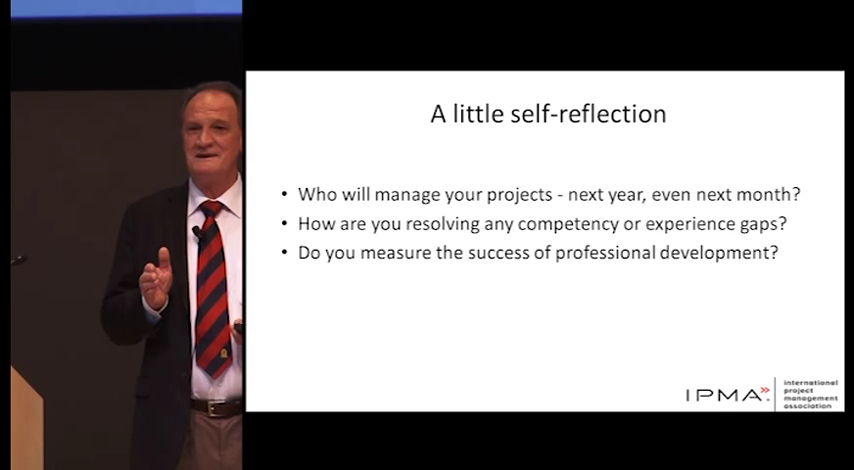 A little self-reflection
• Who will manage your projects - next year, even next month?
• How are you resolving any competency or experience gaps?
• Do you measure the success of professional development?
IPMA
international
project
management
association